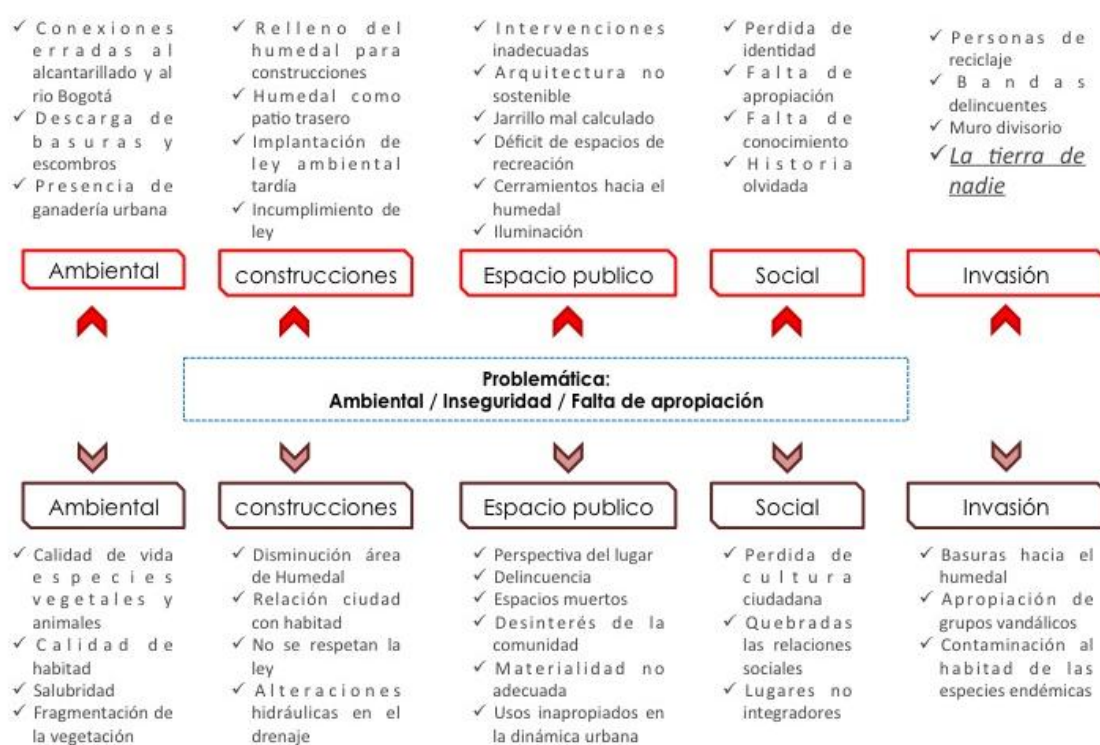 ✓ Conexiones
erradas al
alcantarillado y al
rio Bogotá
✓ Descarga de
basuras y
escombros
✓ Presencia de
ganadería urbana
✓ Relleno del
humedal para
construcciones
✓ Humedal como
patio trasero
✓ Implantación de
ley ambiental
tardía
✓ Incumplimiento de
ley
✓ Intervenciones
inadecuadas
✓ Arquitectura no
sostenible
✓ Jarrillo mal calculado
✓ Déficit de espacios de
recreación
✓ Cerramientos hacia el
humedal
✓ Iluminación
✓ Perdida de
identidad
✓ Falta de
apropiación
✓ Falta de
conocimiento
✓ Historia
olvidada
✓ Personas de
reciclaje
✓ Bandas
delincuentes
✓ Muro divisorio
✓ La tierra de
nadie
Ambiental
construcciones
Espacio publico
Social
Invasión
Problemática:
Ambiental / Inseguridad / Falta de apropiación
Ambiental
construcciones
Espacio publico
Social
Invasión
✓ Calidad de vida
especies
vegetales y
animales
✓ Calidad de
habitad
✓ Salubridad
✓ Fragmentación de
la vegetación
✓ Disminución área
de Humedal
✓ Relación ciudad
con habitad
✓ No se respetan la
ley
✓ Alteraciones
hidráulicas en el
drenaje
✓ Perspectiva del lugar
✓ Delincuencia
✓ Espacios muertos
✓ Desinterés de la
comunidad
✓ Materialidad no
adecuada
✓ Usos inapropiados en
la dinámica urbana
✓ Perdida de
cultura
ciudadana
✓ Quebradas
las relaciones
sociales
✓ Lugares no
integradores
✓ Basuras hacia el
humedal
✓ Apropiación de
grupos vandálicos
✓ Contaminación al
habitad de las
especies endémicas